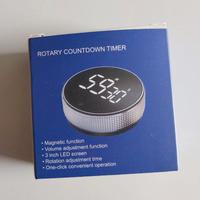 ROTARY COUNTDOWN TIMER
59
30
• Magnetic function
• Volume adjustment function
• 3 inch LED screen
• Rotation adjustment time
• One-click convenient operation